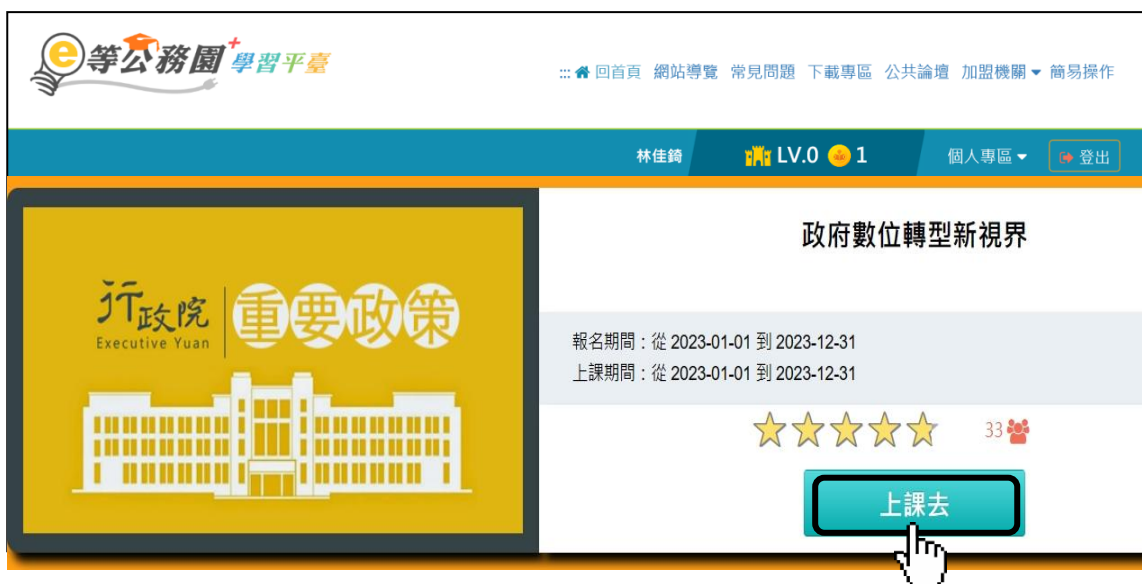 e等公務園+學習平臺
::: 回首頁 網站導覽 常見問題 下載專區 公共論壇 加盟機關 簡易操作
林佳錡 LV.0 1 個人專區 登出
政府數位轉型新視界
行政院 重要政策
Executive Yuan
報名期間：從 2023-01-01 到 2023-12-31
上課期間：從 2023-01-01 到 2023-12-31
33
上課去